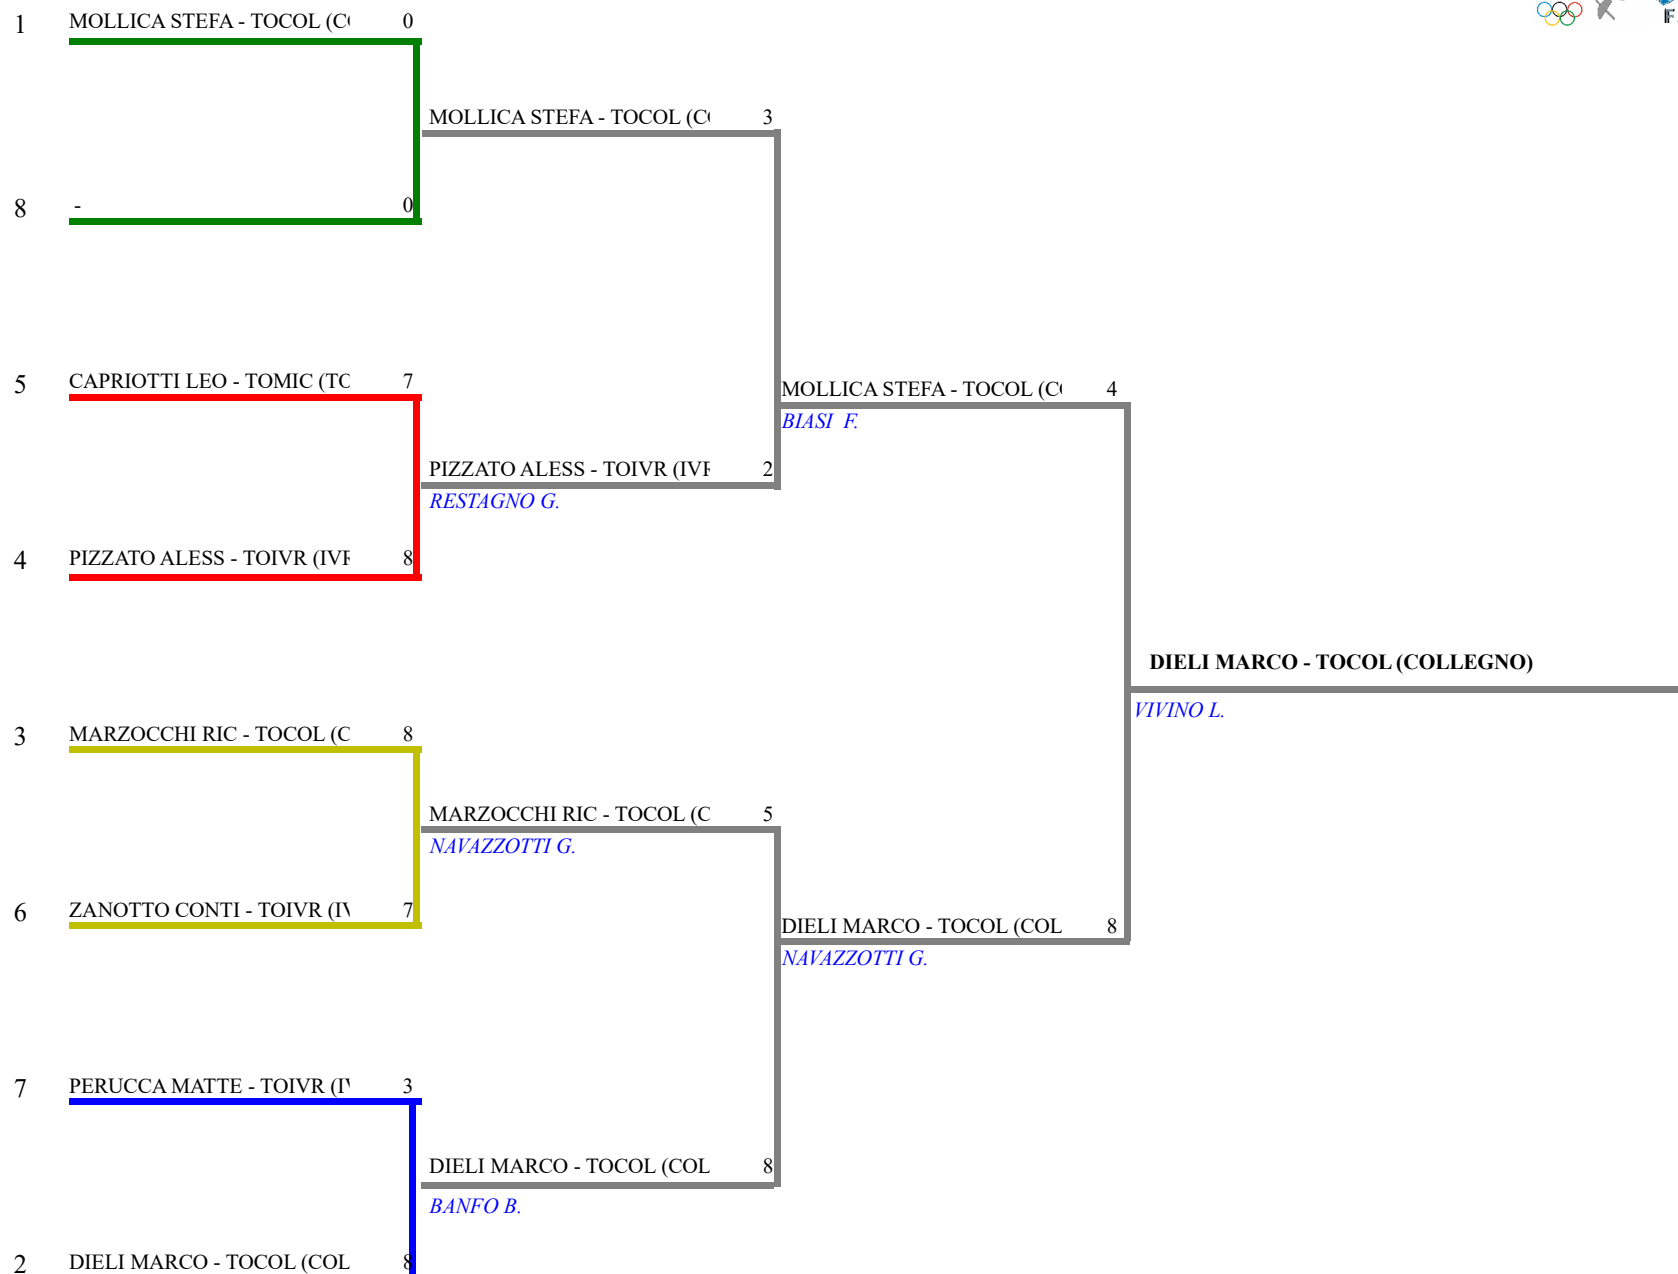 1 MOLLICA STEFA - TOCOL (C 0
MOLLICA STEFA - TOCOL (C 3
8 - 0
5 CAPRIOTTI LEO - TOMIC (TC 7
MOLLICA STEFA - TOCOL (C 4
BIASI F.
PIZZATO ALESS - TOIVR (IVF 2
RESTAGNO G.
4 PIZZATO ALESS - TOIVR (IVF 8
DIELI MARCO - TOCOL (COLLEGNO)
VIVINO L.
3 MARZOCCHI RIC - TOCOL (C 8
MARZOCCHI RIC - TOCOL (C 5
NAVAZZOTTI G.
6 ZANOTTO CONTI - TOIVR (IV 7
DIELI MARCO - TOCOL (COL 8
NAVAZZOTTI G.
7 PERUCCA MATTE - TOIVR (IV 3
DIELI MARCO - TOCOL (COL 8
BANFO B.
2 DIELI MARCO - TOCOL (COL 8